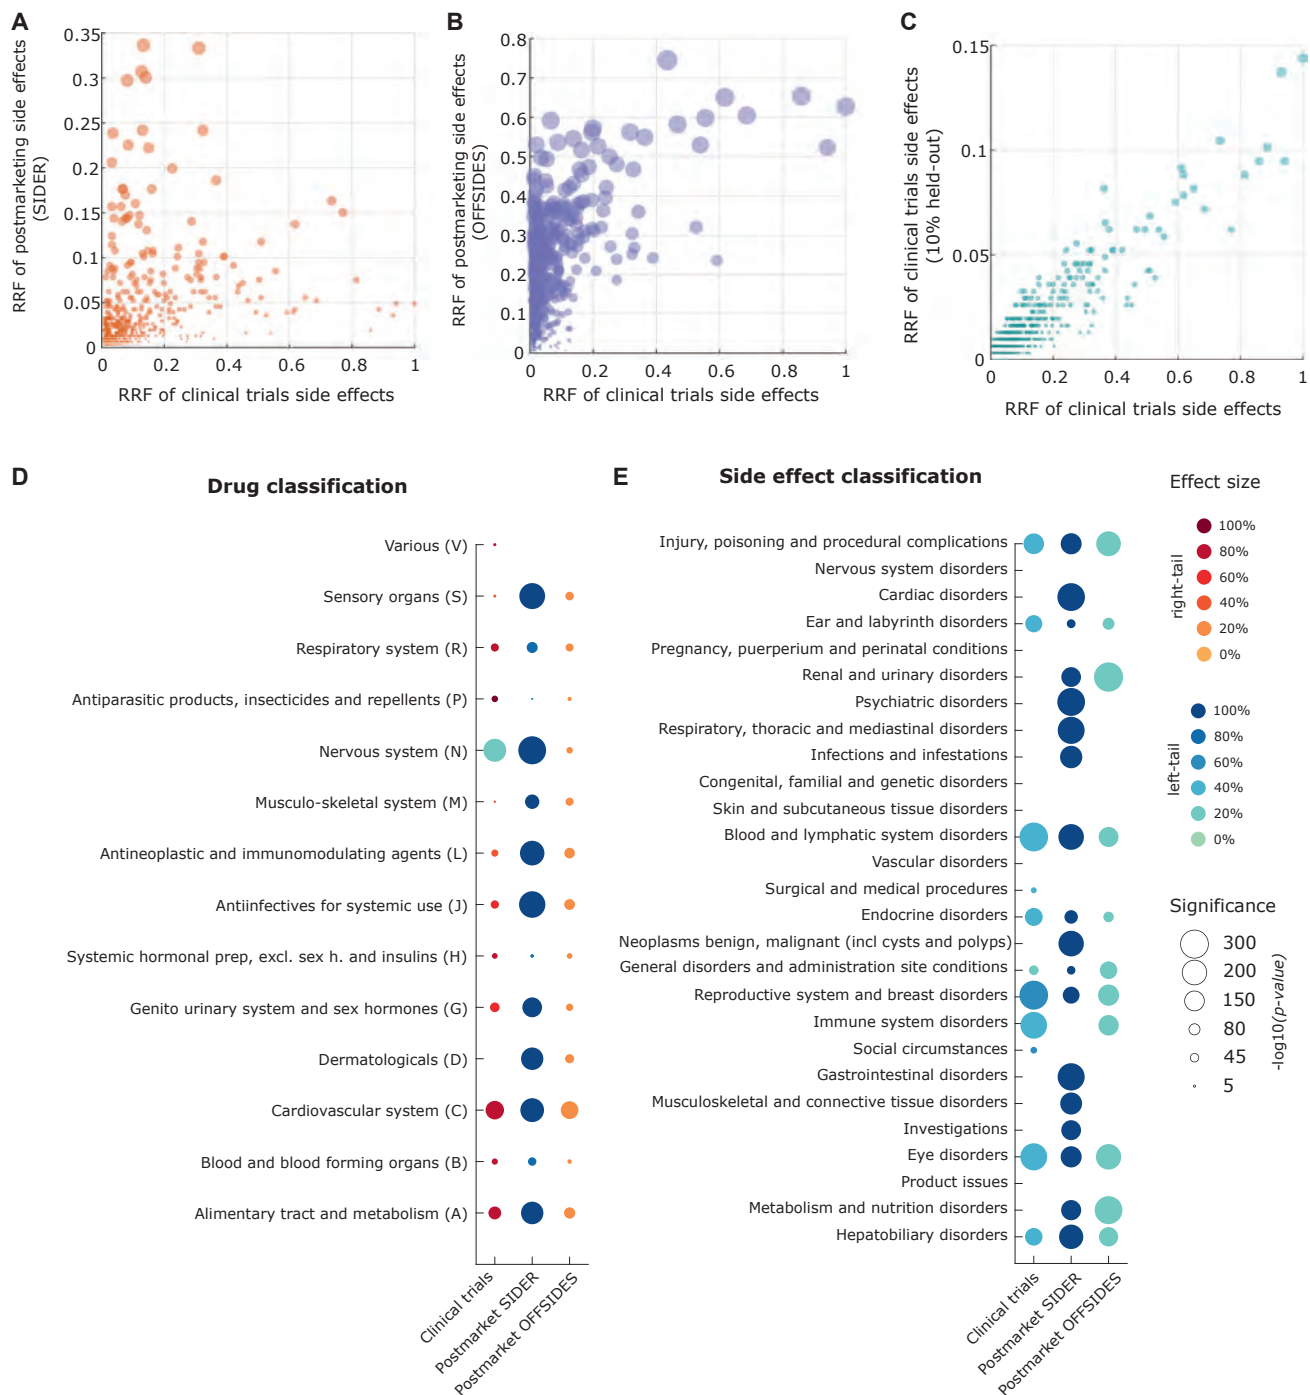 A
RRF of postmarketing side effects
(SIDER)
0.35
0.3
0.25
0.2
0.15
0.1
0.05
0
0 0.2 0.4 0.6 0.8 1
RRF of clinical trials side effects
B
RRF of postmarketing side effects
(OFFSIDES)
0.8
0.7
0.6
0.5
0.4
0.3
0.2
0.1
0
0 0.2 0.4 0.6 0.8 1
RRF of clinical trials side effects
C
RRF of clinical trials side effects
(10% held-out)
0.15
0.1
0.05
0
0 0.2 0.4 0.6 0.8 1
RRF of clinical trials side effects
D
Drug classification
Various (V)
Sensory organs (S)
Respiratory system (R)
Antiparasitic products, insecticides and repellents (P)
Nervous system (N)
Musculo-skeletal system (M)
Antineoplastic and immunomodulating agents (L)
Antiinfectives for systemic use (J)
Systemic hormonal prep, excl. sex h. and insulins (H)
Genito urinary system and sex hormones (G)
Dermatologicals (D)
Cardiovascular system (C)
Blood and blood forming organs (B)
Alimentary tract and metabolism (A)
Clinical trials
Postmarket SIDER
Postmarket OFFSIDES
E
Side effect classification
Injury, poisoning and procedural complications
Nervous system disorders
Cardiac disorders
Ear and labyrinth disorders
Pregnancy, puerperium and perinatal conditions
Renal and urinary disorders
Psychiatric disorders
Respiratory, thoracic and mediastinal disorders
Infections and infestations
Congenital, familial and genetic disorders
Skin and subcutaneous tissue disorders
Blood and lymphatic system disorders
Vascular disorders
Surgical and medical procedures
Endocrine disorders
Neoplasms benign, malignant (incl cysts and polyps)
General disorders and administration site conditions
Reproductive system and breast disorders
Immune system disorders
Social circumstances
Gastrointestinal disorders
Musculoskeletal and connective tissue disorders
Investigations
Eye disorders
Product issues
Metabolism and nutrition disorders
Hepatobiliary disorders
Clinical trials
Postmarket SIDER
Postmarket OFFSIDES
Effect size
right-tail
100%
80%
60%
40%
20%
0%
left-tail
100%
80%
60%
40%
20%
0%
Significance
300
200
150
80
45
5
-log10(p-value)